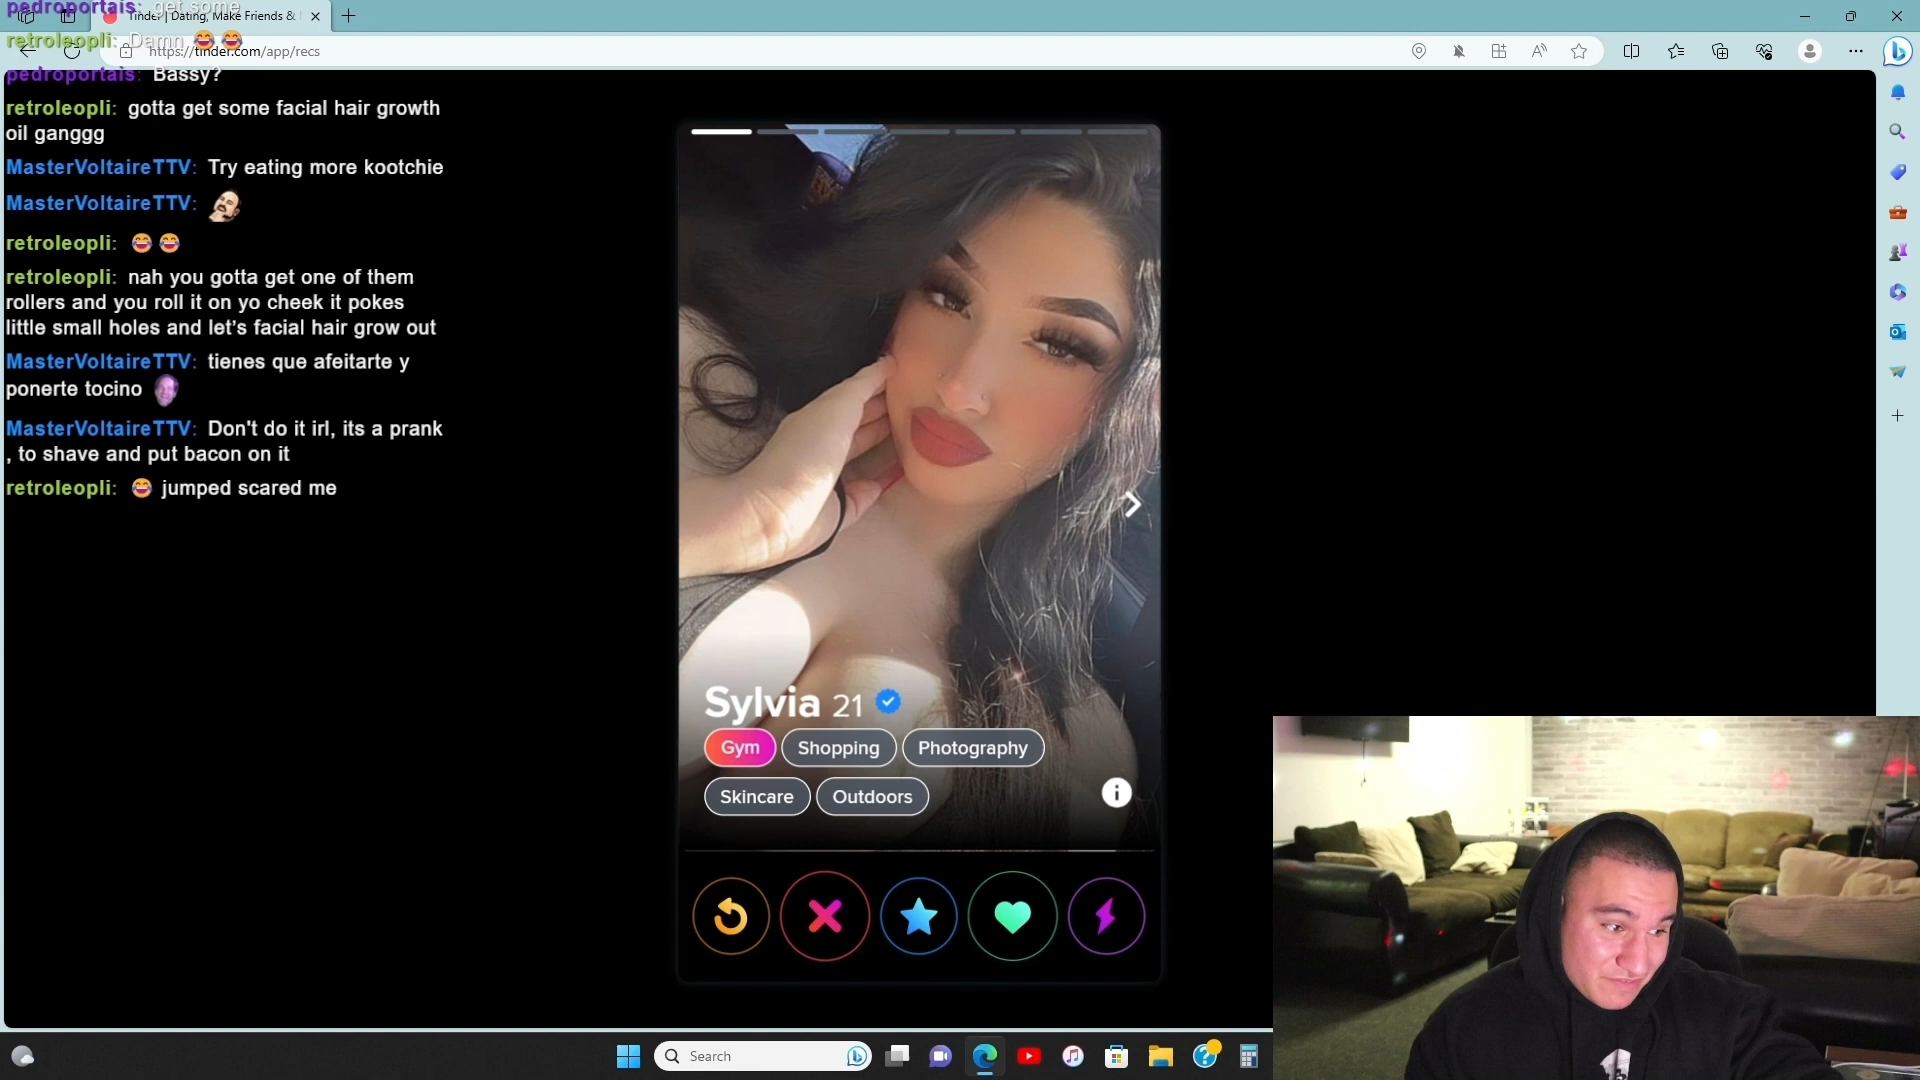 pedroportais: get some
Tinder | Dating, Make Friends &
retroleopli: Damn 😂 😂
https://tinder.com/app/recs
pedroportais: Bassy?
retroleopli: gotta get some facial hair growth
oil ganggg
MasterVoltaireTTV: Try eating more kootchie
MasterVoltaireTTV:
retroleopli: 😂 😂
retroleopli: nah you gotta get one of them
rollers and you roll it on yo cheek it pokes
little small holes and let's facial hair grow out
MasterVoltaireTTV: tienes que afeitarte y
ponerte tocino
MasterVoltaireTTV: Don't do it irl, its a prank
, to shave and put bacon on it
retroleopli: 😂 jumped scared me
Sylvia 21
Gym Shopping Photography
Skincare Outdoors
Search